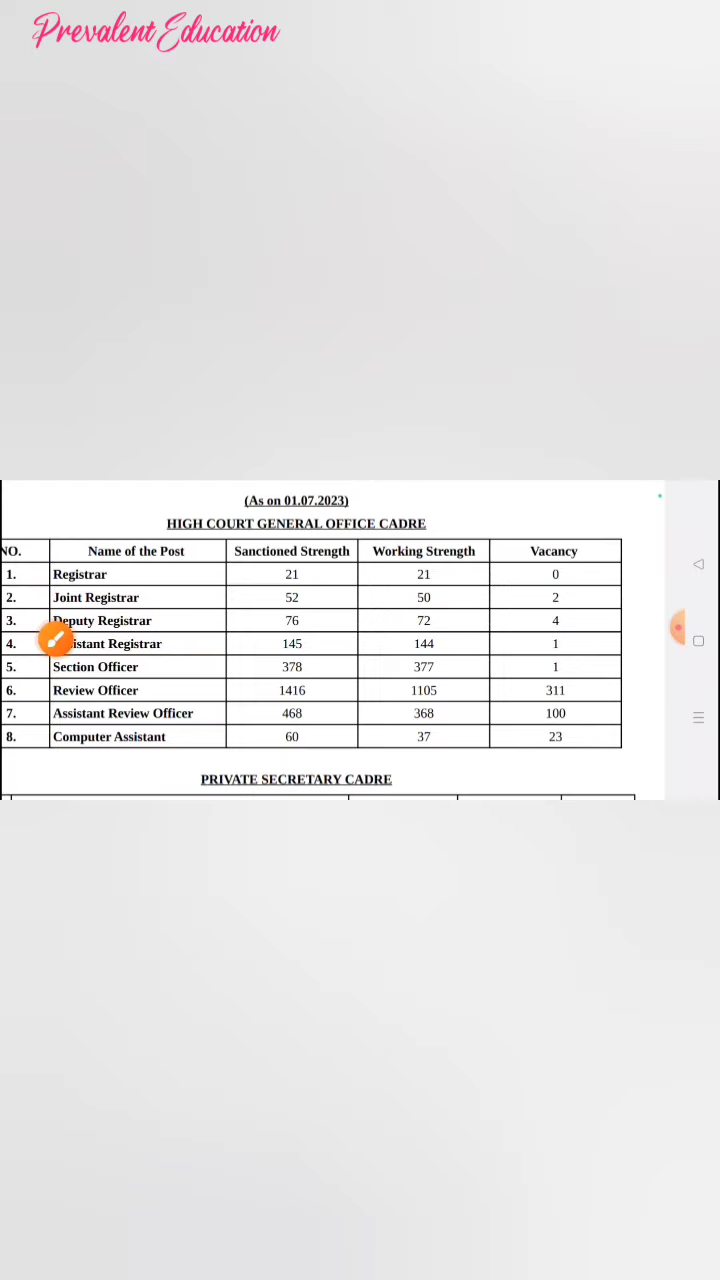 Prevalent Education
(As on 01.07.2023)
HIGH COURT GENERAL OFFICE CADRE
NO. Name of the Post Sanctioned Strength Working Strength Vacancy
1. Registrar 21 21 0
2. Joint Registrar 52 50 2
3. Deputy Registrar 76 72 4
4. istant Registrar 145 144 1
5. Section Officer 378 377 1
6. Review Officer 1416 1105 311
7. Assistant Review Officer 468 368 100
8. Computer Assistant 60 37 23
PRIVATE SECRETARY CADRE